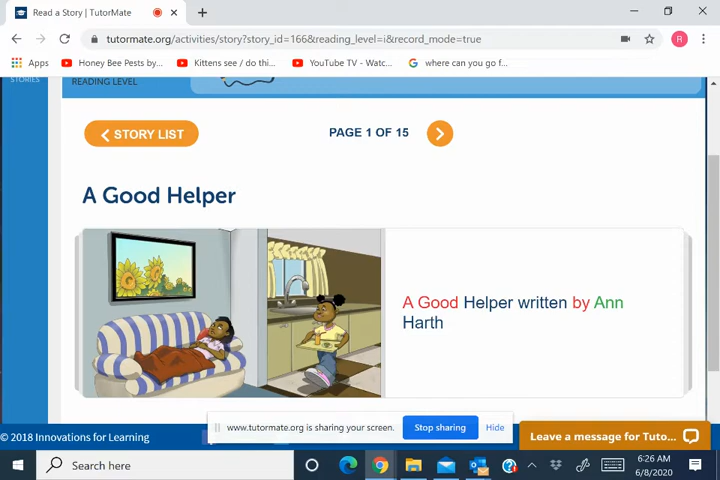 Read a Story | TutorMate
tutormate.org/activities/story?story_id=166&reading_level=i&record_mode=true
R
Apps
Honey Bee Pests by...
Kittens see / do thi...
YouTube TV - Watc...
where can you go f...
STORIES
READING LEVEL
STORY LIST
PAGE 1 OF 15
A Good Helper
A Good Helper written by Ann
Harth
www.tutormate.org is sharing your screen.
Stop sharing
Hide
© 2018 Innovations for Learning
Leave a message for Tuto...
Search here
6:26 AM
6/8/2020